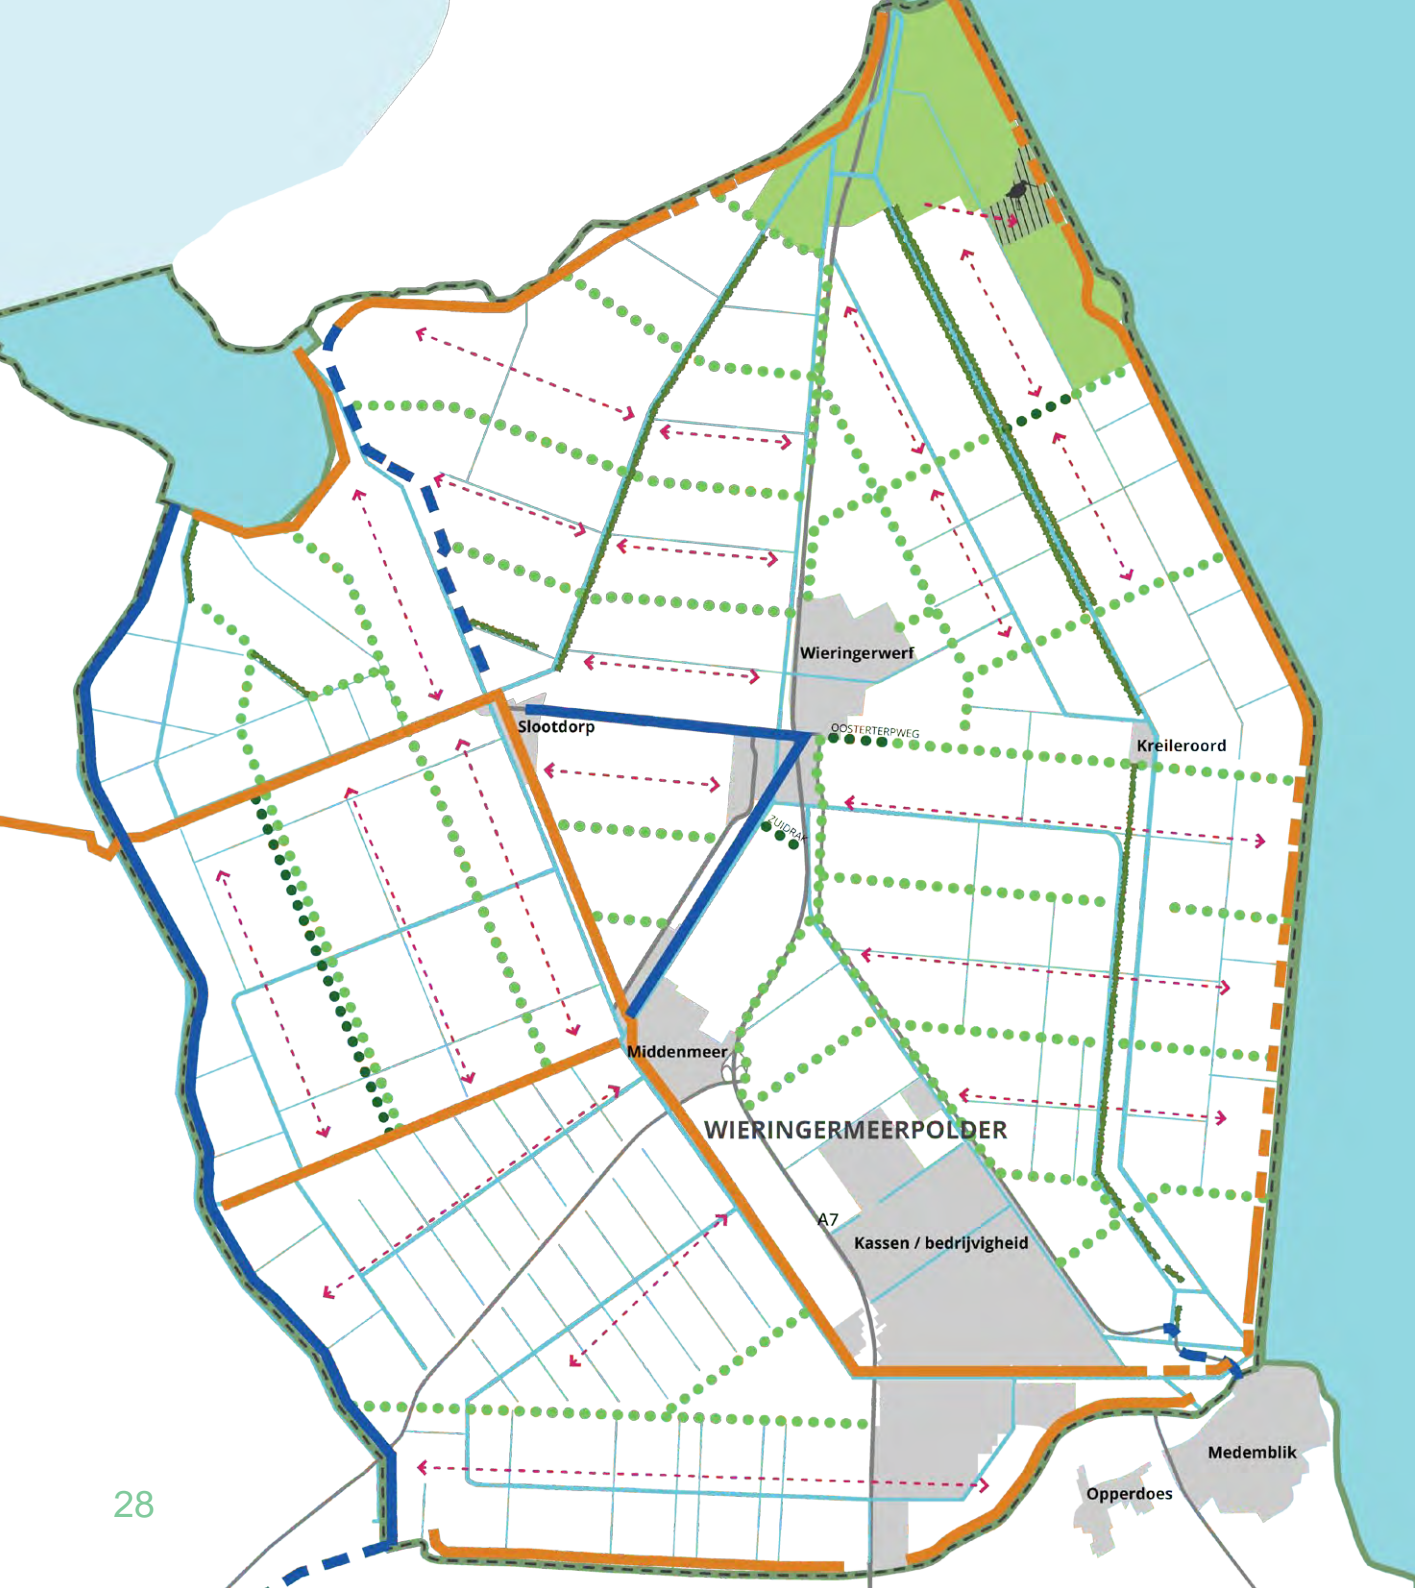 Wieringerwerf
Slootdorp
OOSTERTERPWEG
Kreileroord
ZUIDRAK
Middenmeer
WIERINGERMEERPOLDER
A7
Kassen / bedrijvigheid
Medemblik
Opperdoes
28